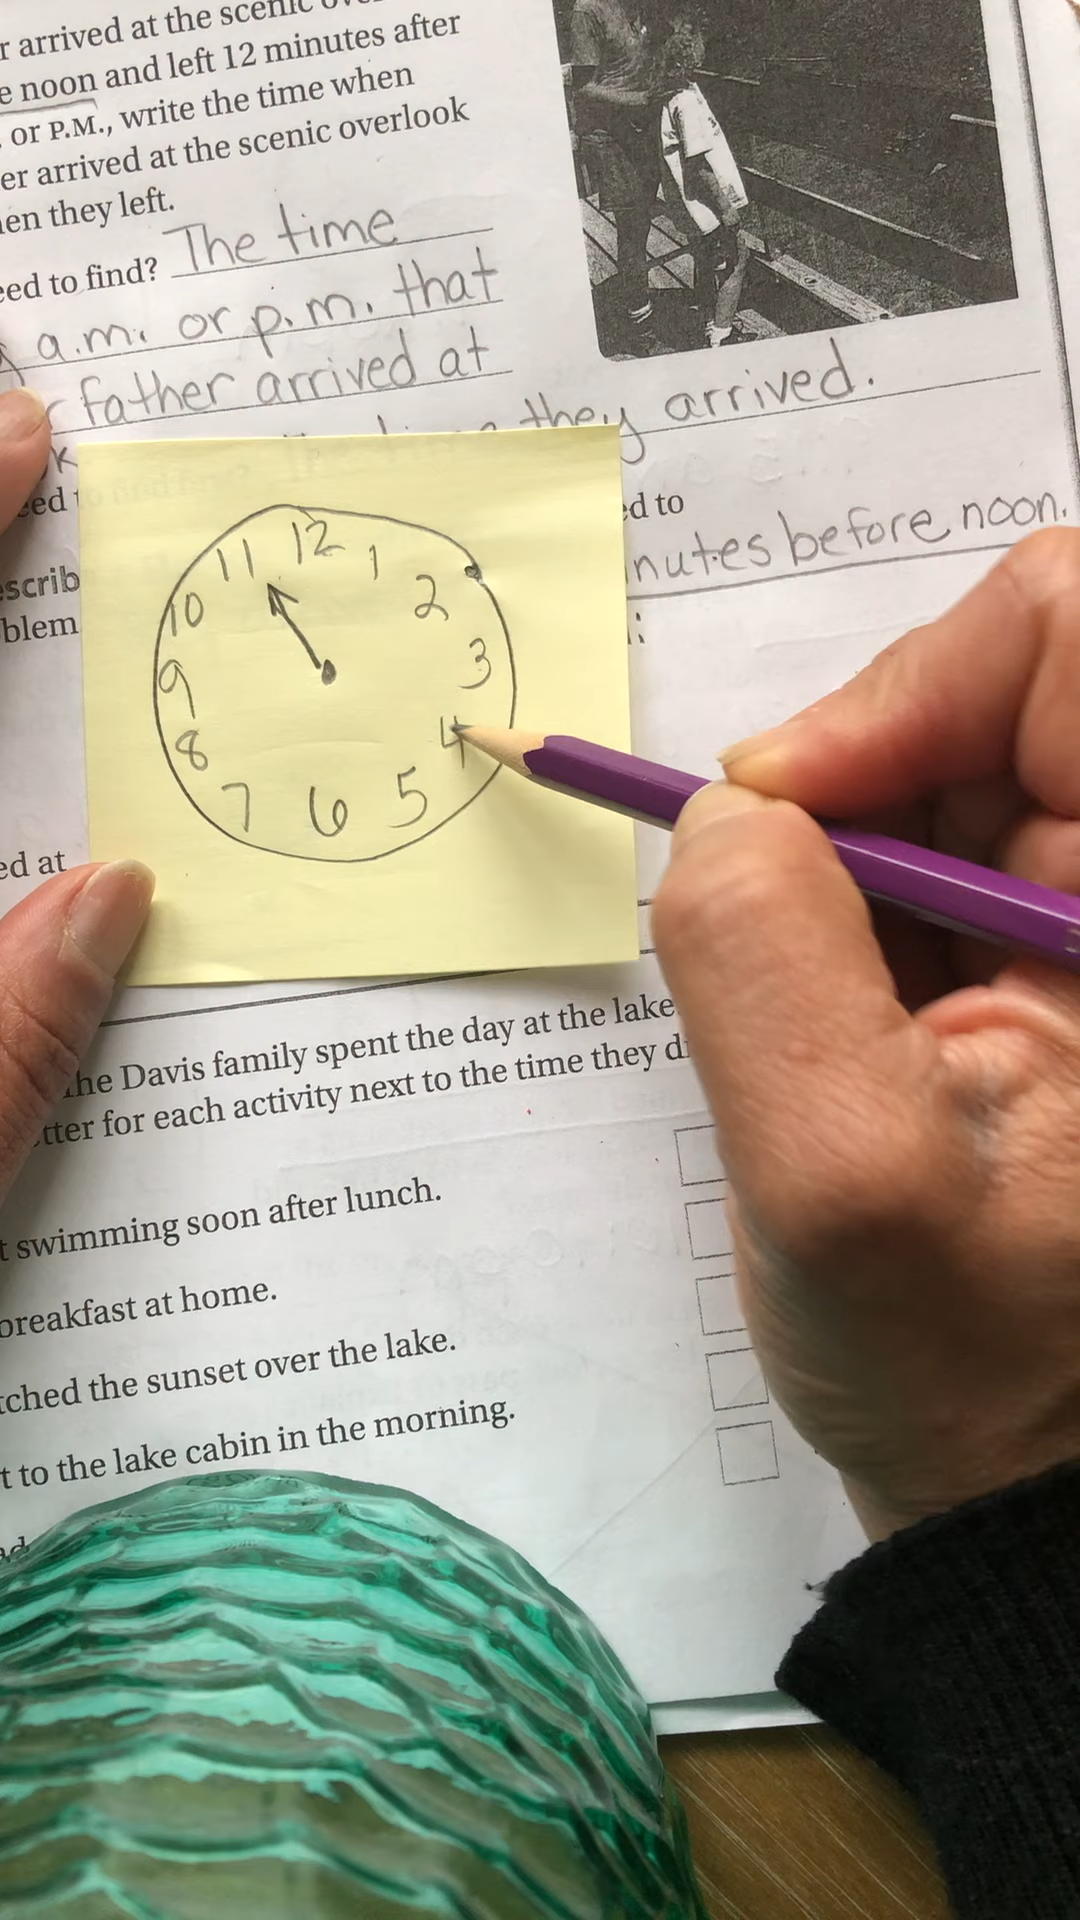 r arrived at the scenic
e noon and left 12 minutes after
. or P.M., write the time when
er arrived at the scenic overlook
en they left.
eed to find? The time
a.m. or p.m. that
r father arrived at
they arrived.
k
eed
ed to
nutes before noon.
escrib
oblem
12
11
1
10
2
9
3
8
4
7
6
5
ed at
he Davis family spent the day at the lake
tter for each activity next to the time they d
t swimming soon after lunch.
breakfast at home.
tched the sunset over the lake.
t to the lake cabin in the morning.